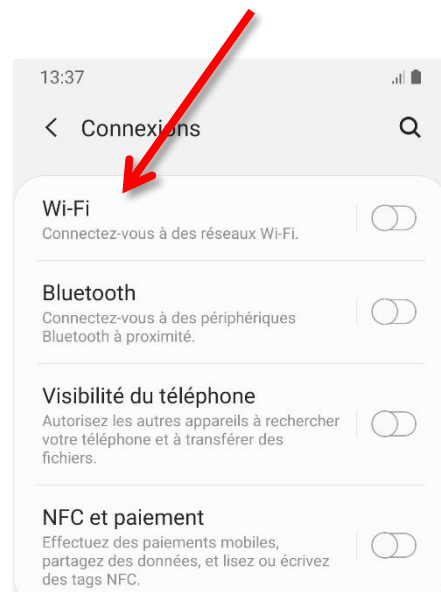 13:37
Connexions
Wi-Fi
Connectez-vous à des réseaux Wi-Fi.
Bluetooth
Connectez-vous à des périphériques
Bluetooth à proximité.
Visibilité du téléphone
Autorisez les autres appareils à rechercher
votre téléphone et à transférer des
fichiers.
NFC et paiement
Effectuez des paiements mobiles,
partagez des données, et lisez ou écrivez
des tags NFC.